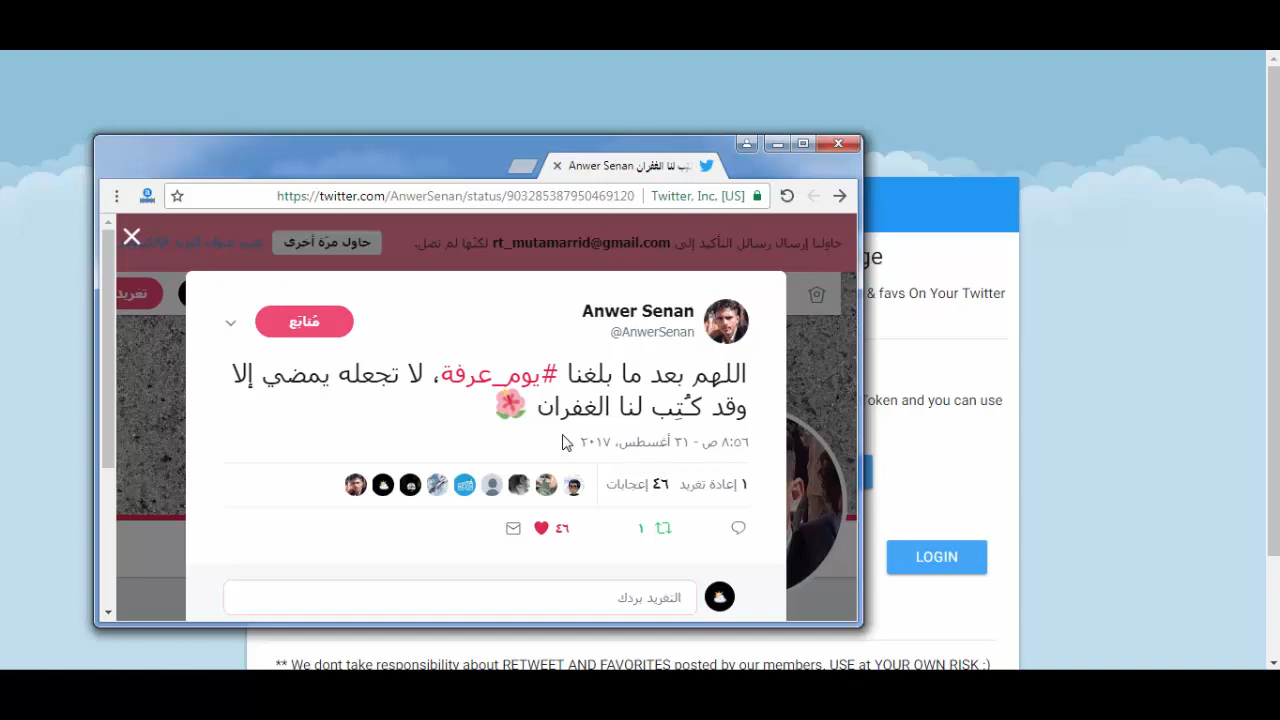 Anwer Senan
https://twitter.com/AnwerSenan/status/903285387950469120 | Twitter, Inc. [US]
حاولنا إرسال رسائل التأكيد إلى rt_mutamarrid@gmail.com لكنّها لم تصل.
حاول مرّة أخرى
تغريد
Anwer Senan
@AnwerSenan
مُتابَع
اللهم بعد ما بلغنا #يوم_عرفة، لا تجعله يمضي إلا
وقد كُتِب لنا الغفران
٨:٥٦ ص - ٣١ أغسطس، ٢٠١٧
١ إعادة تغريد ٤٦ إعجابات
١ ٤٦
التغريد بردك
ge
& favs On Your Twitter
Token and you can use
LOGIN
** We dont take responsibility about RETWEET AND FAVORITES posted by our members. USE at YOUR OWN RISK :)